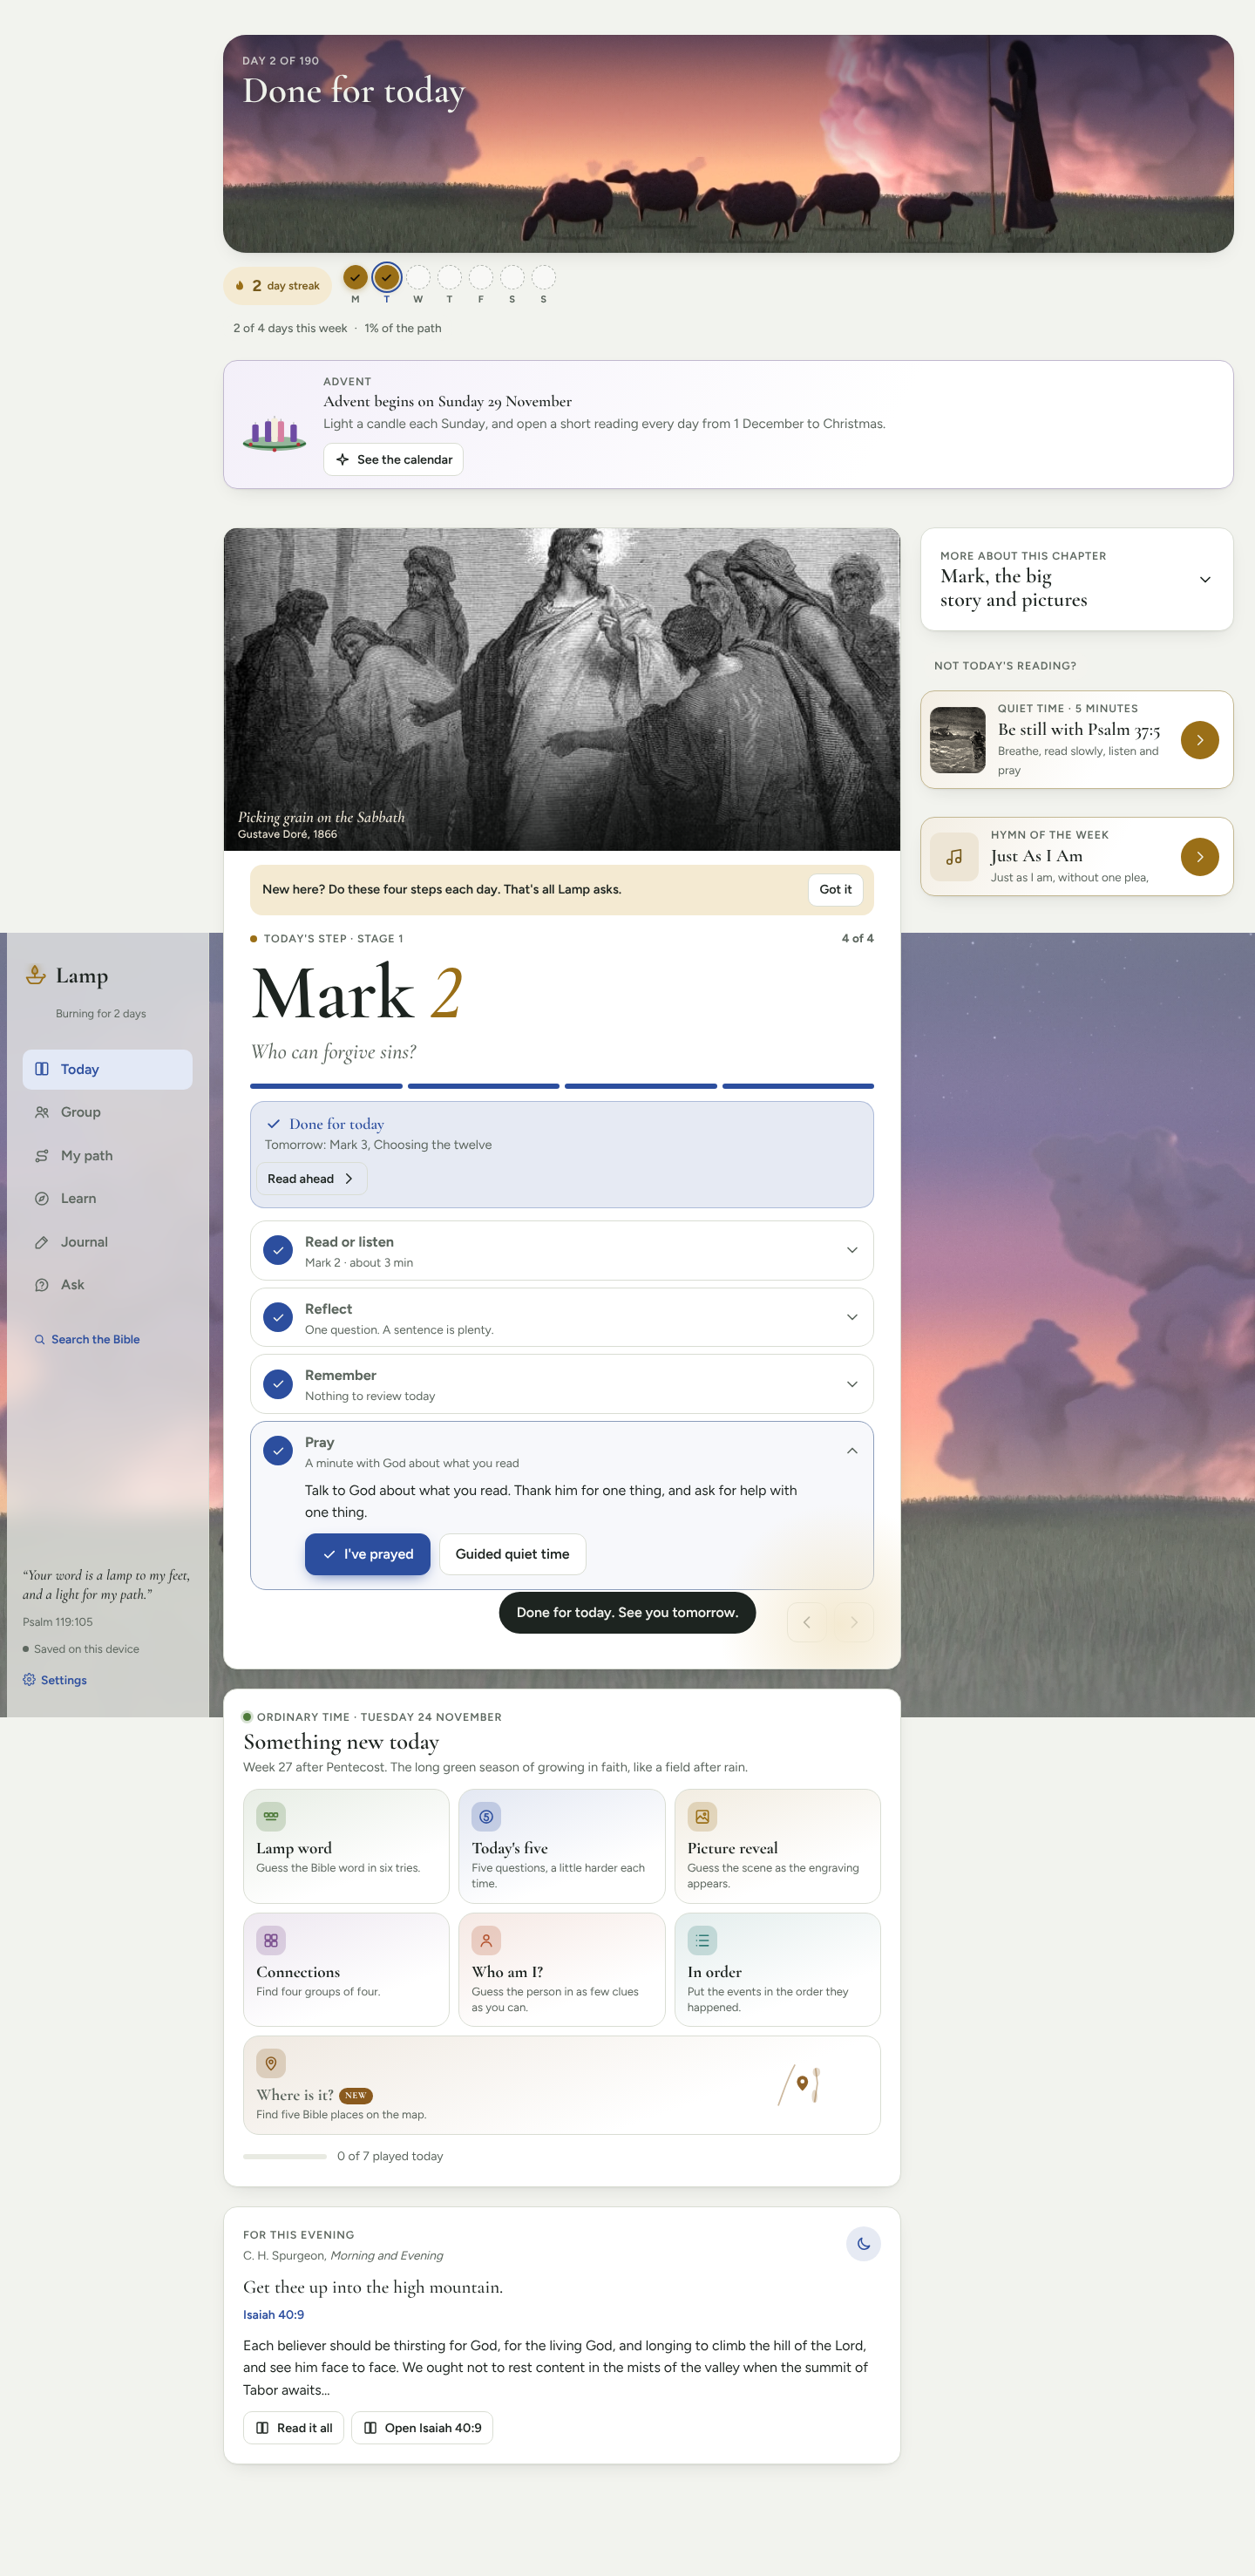 DAY 2 OF 190
Done for today
2 day streak
M T W T F S S
2 of 4 days this week · 1% of the path
ADVENT
Advent begins on Sunday 29 November
Light a candle each Sunday, and open a short reading every day from 1 December to Christmas.
See the calendar
Picking grain on the Sabbath
Gustave Doré, 1866
New here? Do these four steps each day. That's all Lamp asks.
Got it
TODAY'S STEP · STAGE 1
4 of 4
Mark 2
Who can forgive sins?
Done for today
Tomorrow: Mark 3, Choosing the twelve
Read ahead
Read or listen
Mark 2 · about 3 min
Reflect
One question. A sentence is plenty.
Remember
Nothing to review today
Pray
A minute with God about what you read
Talk to God about what you read. Thank him for one thing, and ask for help with
one thing.
I've prayed
Guided quiet time
Done for today. See you tomorrow.
MORE ABOUT THIS CHAPTER
Mark, the big
story and pictures
NOT TODAY'S READING?
QUIET TIME · 5 MINUTES
Be still with Psalm 37:5
Breathe, read slowly, listen and
pray
HYMN OF THE WEEK
Just As I Am
Just as I am, without one plea,
Lamp
Burning for 2 days
Today
Group
My path
Learn
Journal
Ask
Search the Bible
“Your word is a lamp to my feet,
and a light for my path.”
Psalm 119:105
Saved on this device
Settings
ORDINARY TIME · TUESDAY 24 NOVEMBER
Something new today
Week 27 after Pentecost. The long green season of growing in faith, like a field after rain.
Lamp word
Guess the Bible word in six tries.
Today's five
Five questions, a little harder each
time.
Picture reveal
Guess the scene as the engraving
appears.
Connections
Find four groups of four.
Who am I?
Guess the person in as few clues
as you can.
In order
Put the events in the order they
happened.
Where is it? NEW
Find five Bible places on the map.
0 of 7 played today
FOR THIS EVENING
C. H. Spurgeon, Morning and Evening
Get thee up into the high mountain.
Isaiah 40:9
Each believer should be thirsting for God, for the living God, and longing to climb the hill of the Lord,
and see him face to face. We ought not to rest content in the mists of the valley when the summit of
Tabor awaits...
Read it all
Open Isaiah 40:9